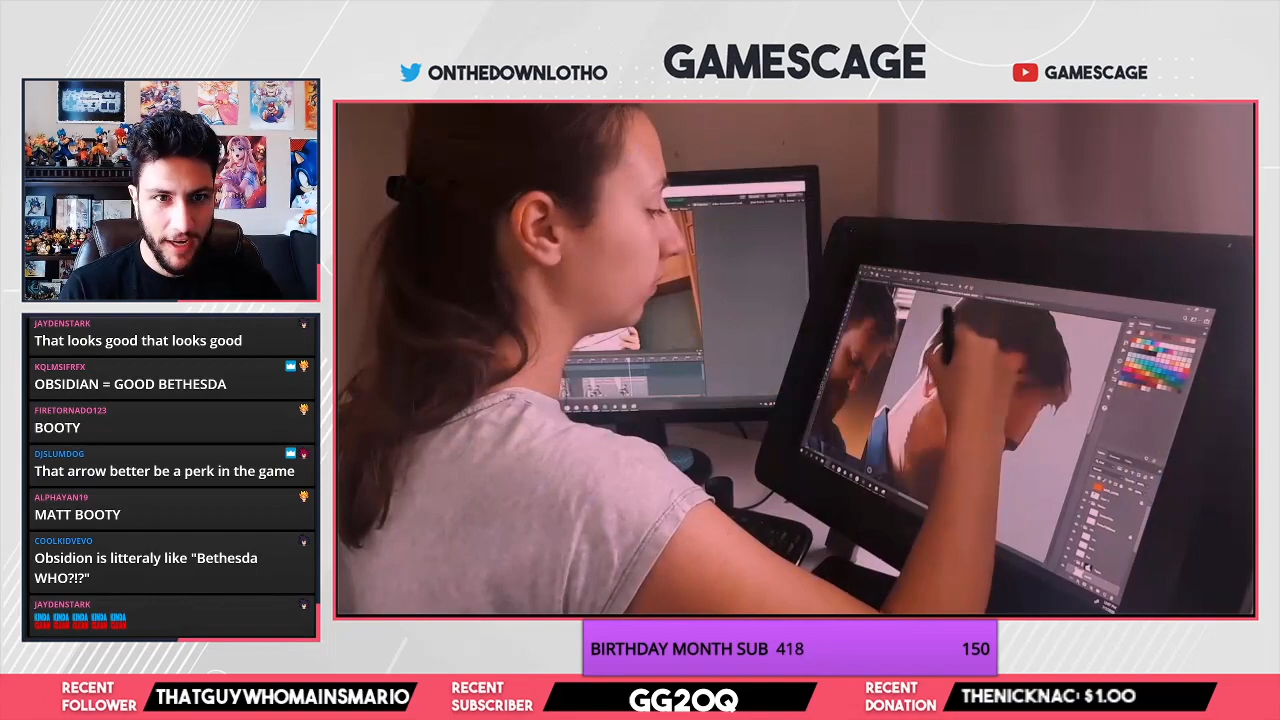 GAMESCAGE
ONTHEDOWNLOTHO
GAMESCAGE
JAYDENSTARK
That looks good that looks good
KQLMSIFRFX
OBSIDIAN = GOOD BETHESDA
FIRETORNADO123
BOOTY
DJSLUMDOG
That arrow better be a perk in the game
ALPHAYAN19
MATT BOOTY
COOLKIDVEVO
Obsidion is litteraly like "Bethesda
WHO?!?"
JAYDENSTARK
BIRTHDAY MONTH SUB 418 150
RECENT
FOLLOWER
THATGUYWHOMAINSMARIO
RECENT
SUBSCRIBER
GG2OQ
RECENT
DONATION
THENICKNAC: $1.00